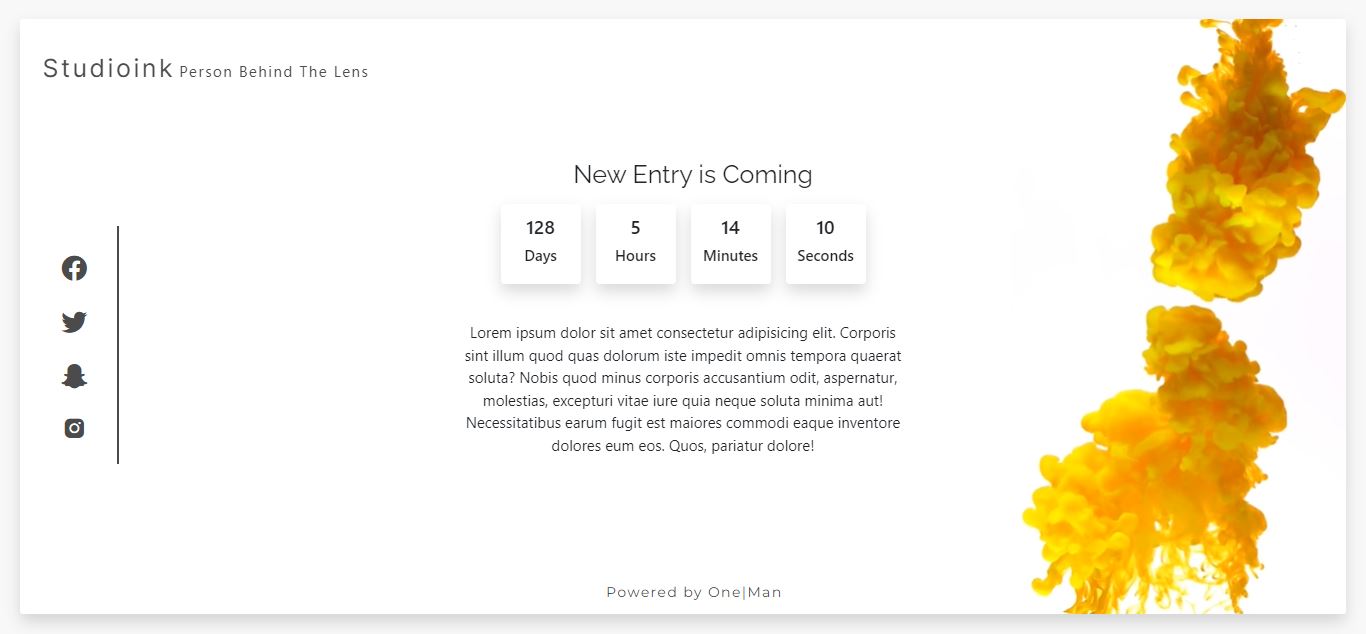 Studioink Person Behind The Lens
New Entry is Coming
128 5 14 10
Days Hours Minutes Seconds
Lorem ipsum dolor sit amet consectetur adipisicing elit. Corporis
sint illum quod quas dolorum iste impedit omnis tempora quaerat
soluta? Nobis quod minus corporis accusantium odit, aspernatur,
molestias, excepturi vitae iure quia neque soluta minima aut!
Necessitatibus earum fugit est maiores commodi eaque inventore
dolores eum eos. Quos, pariatur dolore!
Powered by One|Man